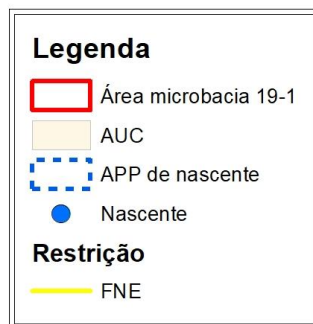 Legenda
Área microbacia 19-1
AUC
APP de nascente
Nascente
Restrição
FNE